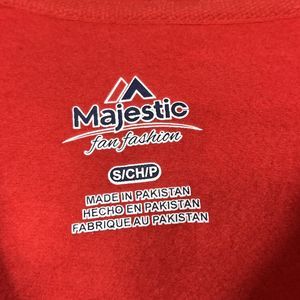 Majestic
fan fashion
S/CH/P
MADE IN PAKISTAN
HECHO EN PAKISTAN
FABRIQUE AU PAKISTAN